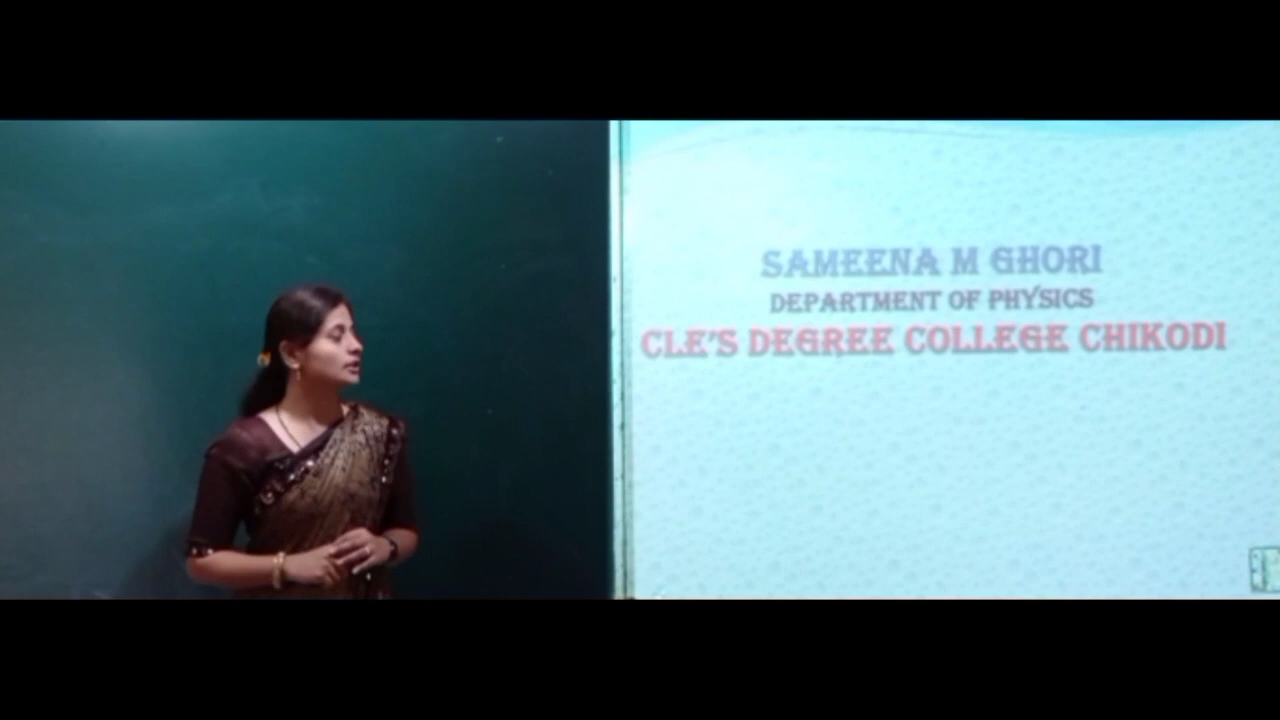 SAMEENA M GHORI
DEPARTMENT OF PHYSICS
CLE'S DEGREE COLLEGE CHIKODI